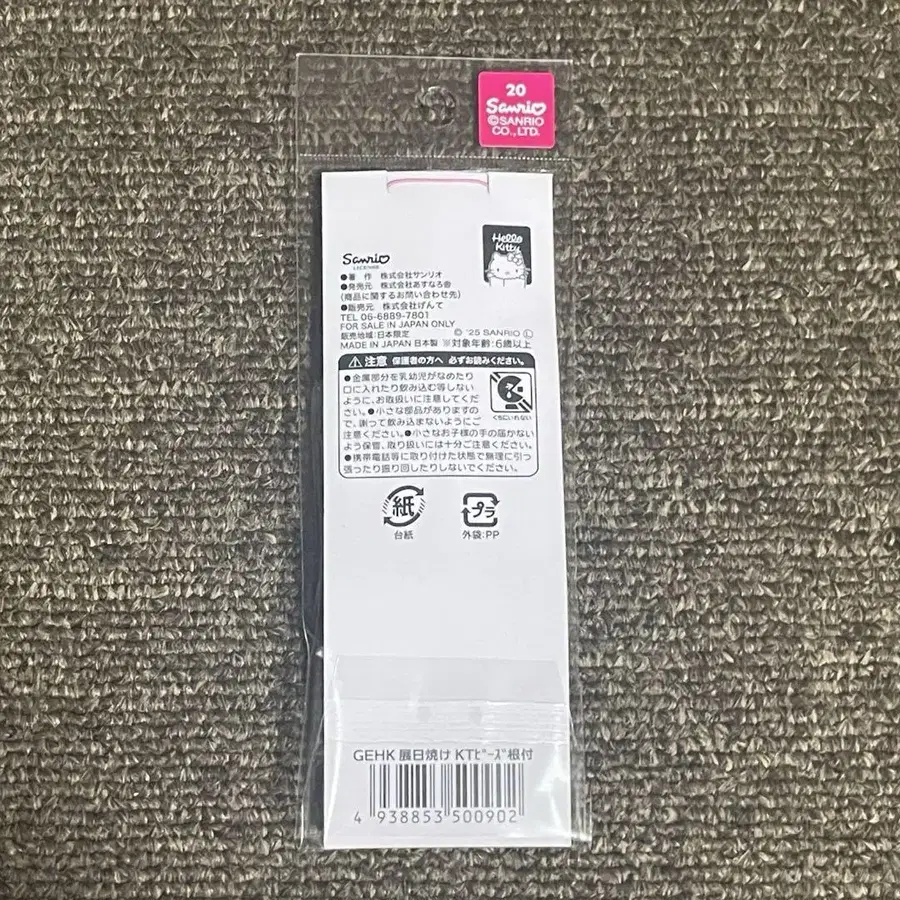 20
Sanrio
©SANRIO
CO., LTD.
Hello
Kitty
Sanrio
LICENSE
●著 作 株式会社サンリオ
●発売元 株式会社あすなろ舎
(商品に関するお問い合わせ先)
●販売元 株式会社げんて
TEL 06-6889-7801
FOR SALE IN JAPAN ONLY
販売地域:日本限定 © '25 SANRIO Ⓛ
MADE IN JAPAN 日本製 ※対象年齢:6歳以上
⚠注意 保護者の方へ 必ずお読みください。
●金属部分を乳幼児がなめたり
口に入れたり飲み込む等しない
ように、お取扱いに注意してくだ
さい。●小さな部品がありますの
で、誤って飲み込まないようにご
注意ください。●小さなお子様の手の届かない
よう保管、取り扱いには十分ご注意ください。
●携帯電話等に取り付けた状態で無理に引っ
張ったり振り回したりしないでください。
くちにいれない
紙
台紙
プラ
外袋:PP
GEHK 展日焼け KTビーズ根付
4 938853 500902